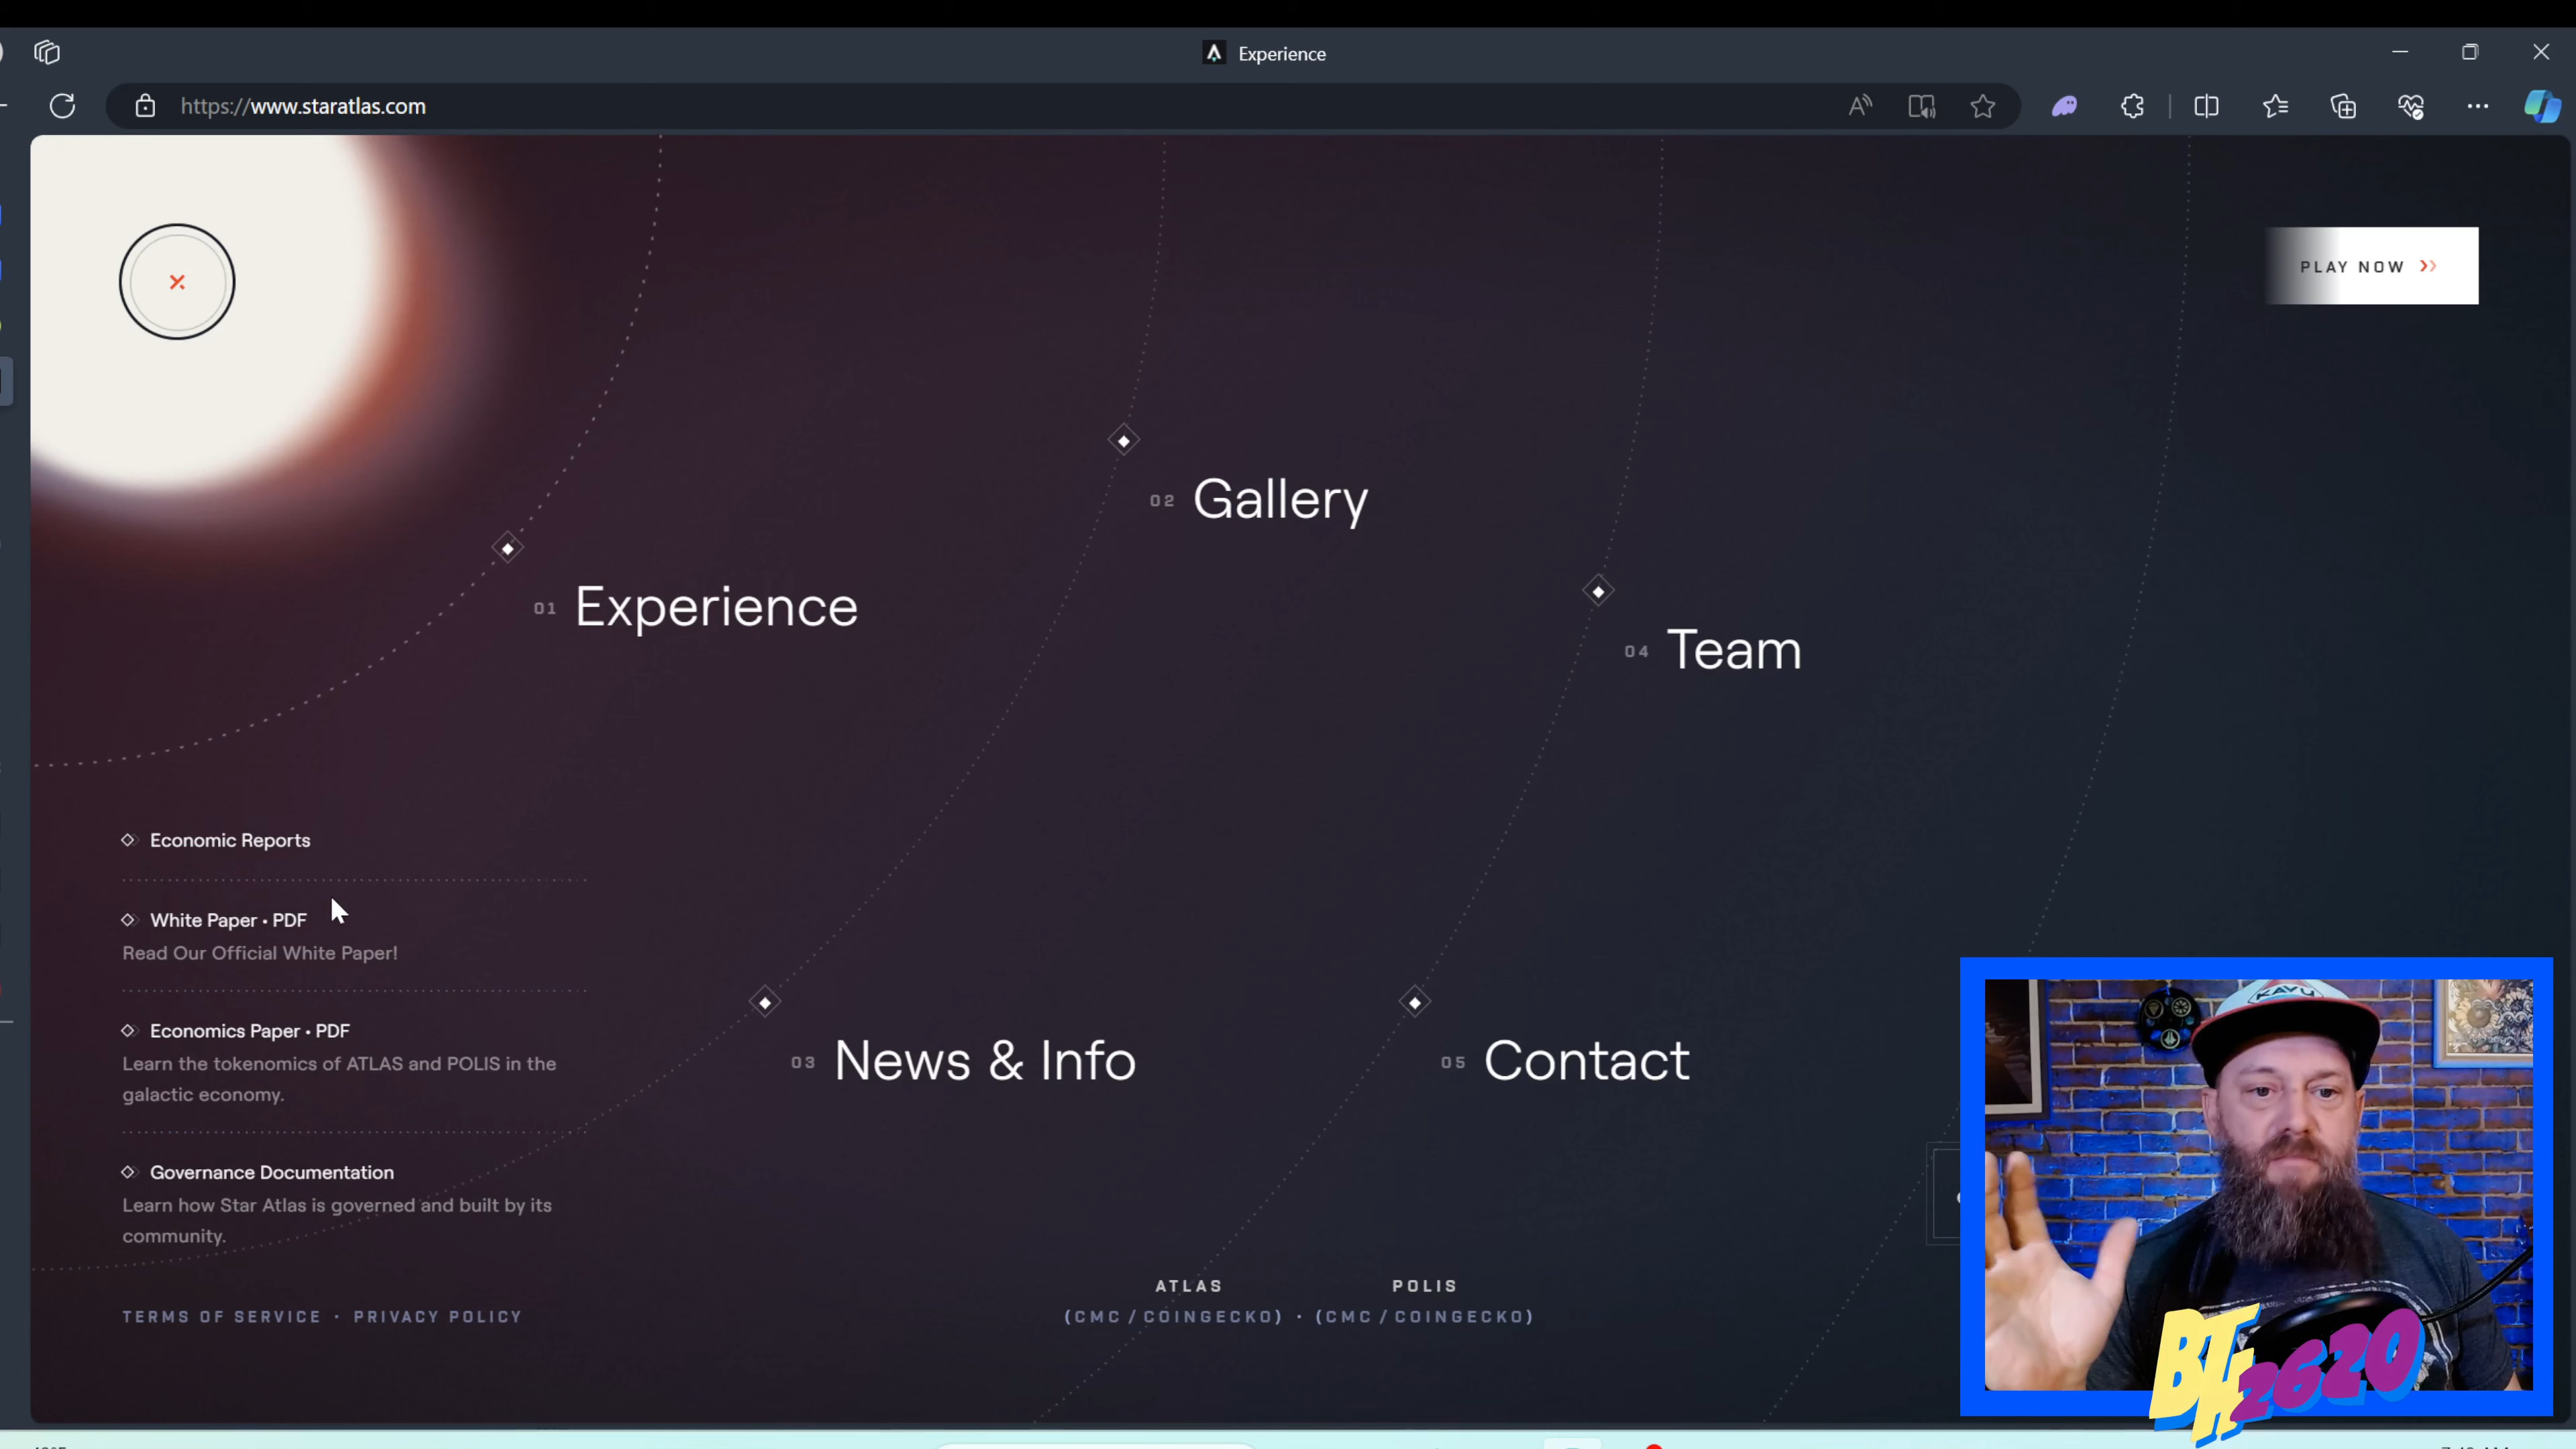 Experience
https://www.staratlas.com
PLAY NOW
02 Gallery
01 Experience
04 Team
Economic Reports
White Paper • PDF
Read Our Official White Paper!
Economics Paper • PDF
Learn the tokenomics of ATLAS and POLIS in the
galactic economy.
03 News & Info
05 Contact
Governance Documentation
Learn how Star Atlas is governed and built by its
community.
ATLAS POLIS
TERMS OF SERVICE • PRIVACY POLICY
(CMC / COINGECKO) • (CMC / COINGECKO)
KAVU
BTH
2620